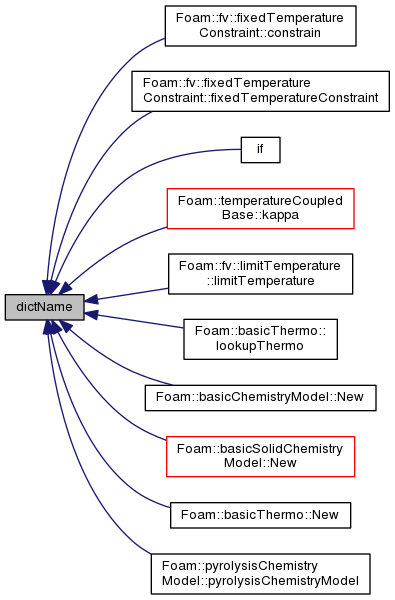 Foam::fv::fixedTemperature
Constraint::constrain
Foam::fv::fixedTemperature
Constraint::fixedTemperatureConstraint
if
Foam::temperatureCoupled
Base::kappa
Foam::fv::limitTemperature
::limitTemperature
dictName
Foam::basicThermo::
lookupThermo
Foam::basicChemistryModel::New
Foam::basicSolidChemistry
Model::New
Foam::basicThermo::New
Foam::pyrolysisChemistry
Model::pyrolysisChemistryModel